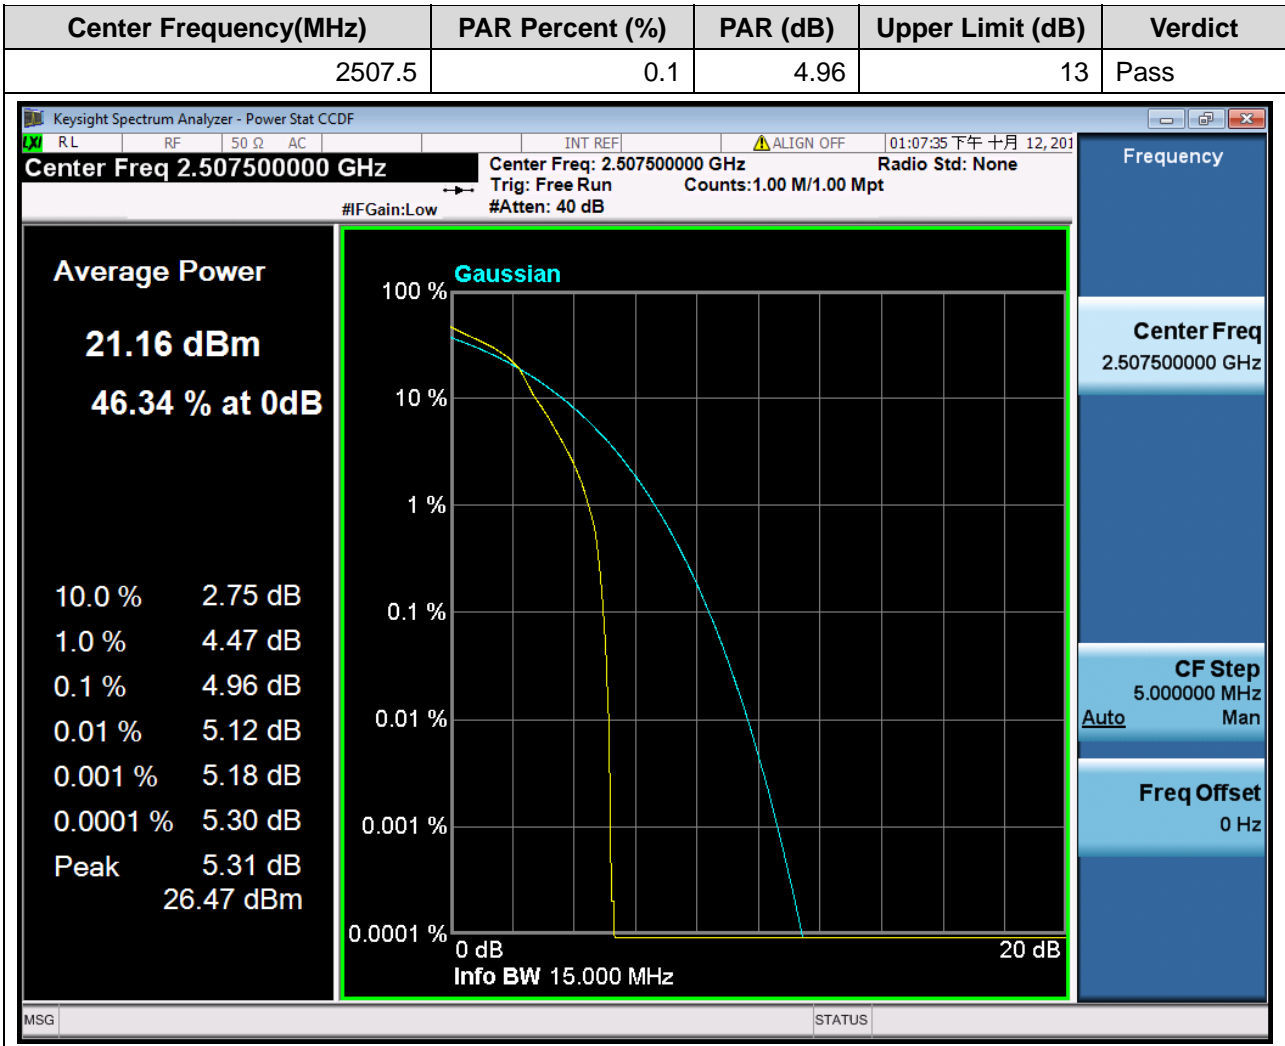 Center Frequency(MHz) PAR Percent (%) PAR (dB) Upper Limit (dB) Verdict
2507.5 0.1 4.96 13 Pass
Keysight Spectrum Analyzer - Power Stat CCDF
LXI RL RF 50 Ω AC INT REF ALIGN OFF 01:07:35 下午 十月 12, 201
Center Freq 2.507500000 GHz
#IFGain:Low
Center Freq: 2.507500000 GHz Radio Std: None
Trig: Free Run Counts:1.00 M/1.00 Mpt
#Atten: 40 dB
Average Power
21.16 dBm
46.34 % at 0dB
10.0 % 2.75 dB
1.0 % 4.47 dB
0.1 % 4.96 dB
0.01 % 5.12 dB
0.001 % 5.18 dB
0.0001 % 5.30 dB
Peak 5.31 dB
26.47 dBm
Gaussian
100 %
10 %
1 %
0.1 %
0.01 %
0.001 %
0.0001 %
0 dB 20 dB
Info BW 15.000 MHz
Frequency
Center Freq
2.507500000 GHz
CF Step
5.000000 MHz
Auto Man
Freq Offset
0 Hz
MSG STATUS